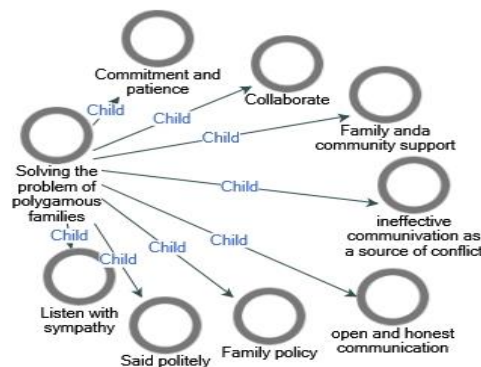 Commitment and
patience
Child
Collaborate
Child
Family anda
community support
Child
Solving the
problem of
polygamous
families
Child
ineffective
communivation as
a source of conflict
Child
open and honest
communication
Child
Family policy
Child
Said politely
Child
Listen with
sympathy